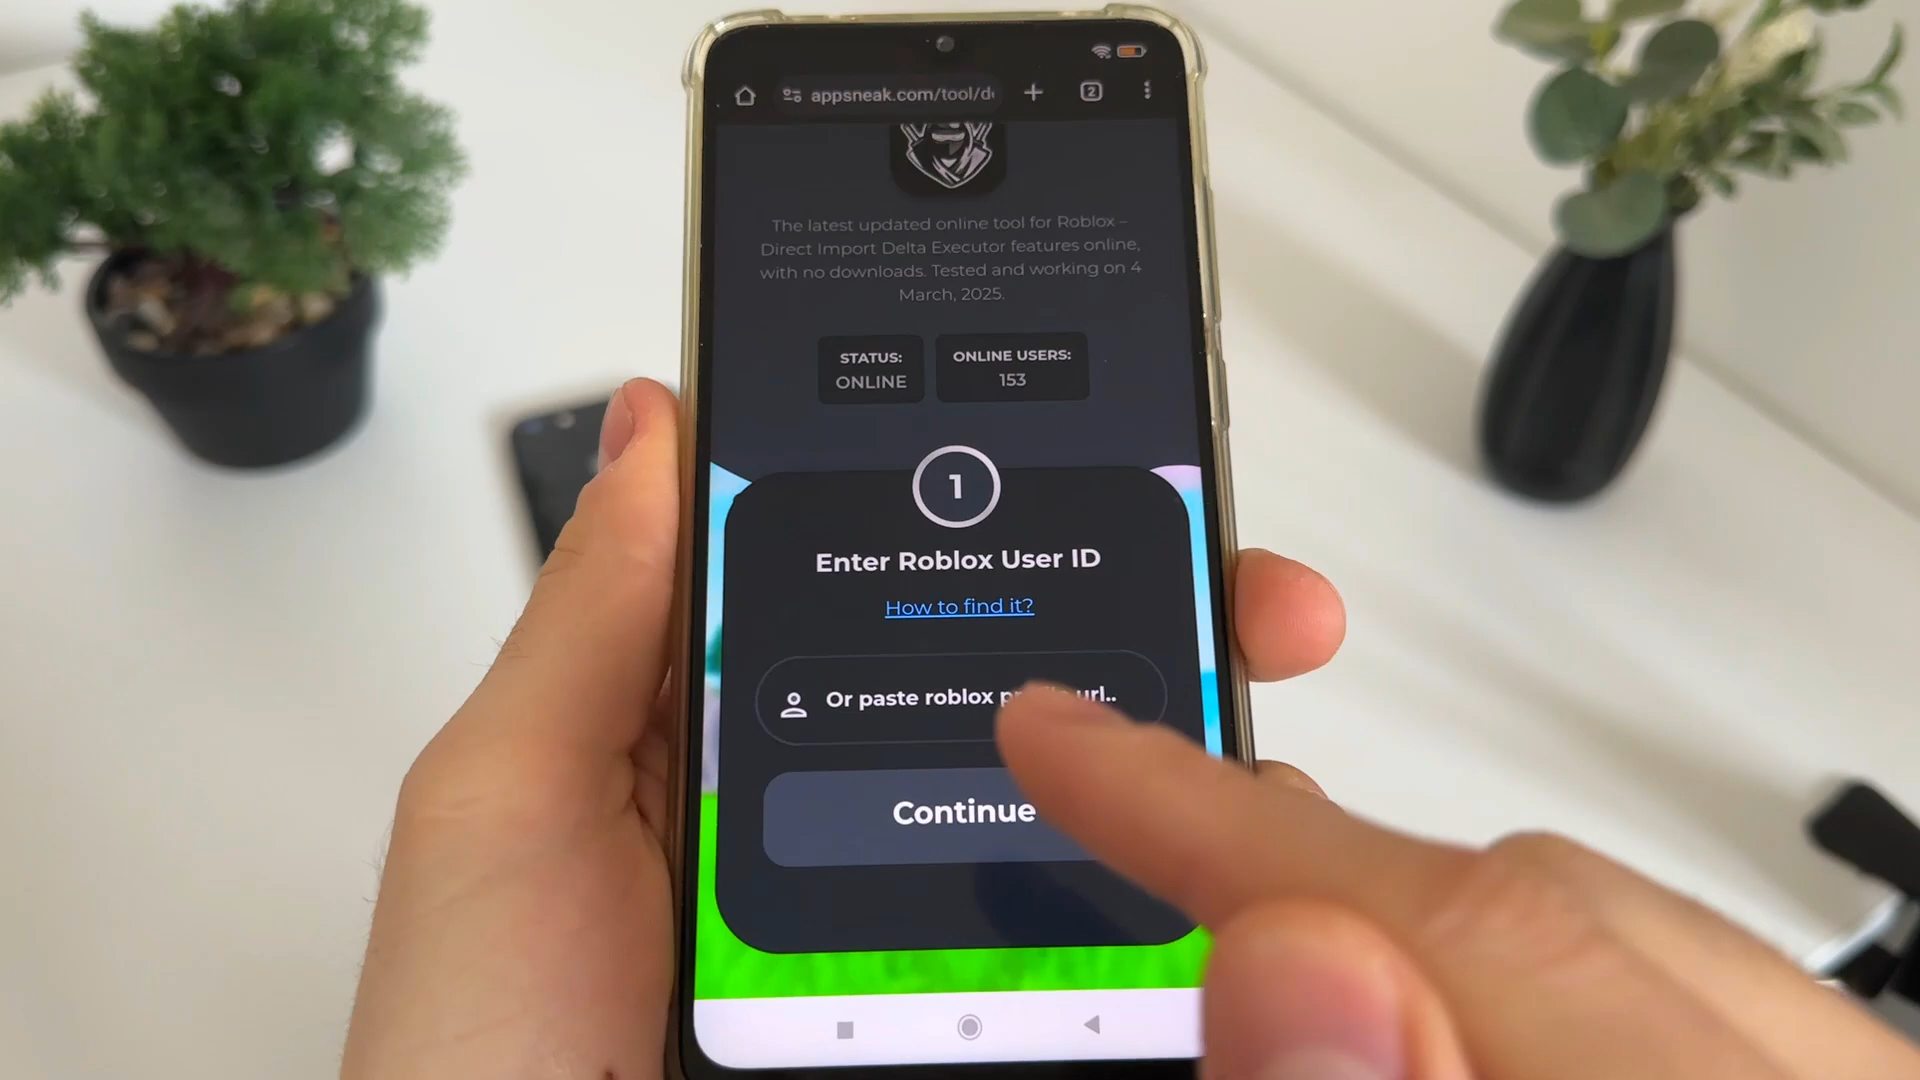 2
appsneak.com/tool/d
The latest updated online tool for Roblox –
Direct Import Delta Executor features online,
with no downloads. Tested and working on 4
March, 2025.
STATUS:
ONLINE
ONLINE USERS:
153
1
Enter Roblox User ID
How to find it?
Or paste roblox url..
Continue